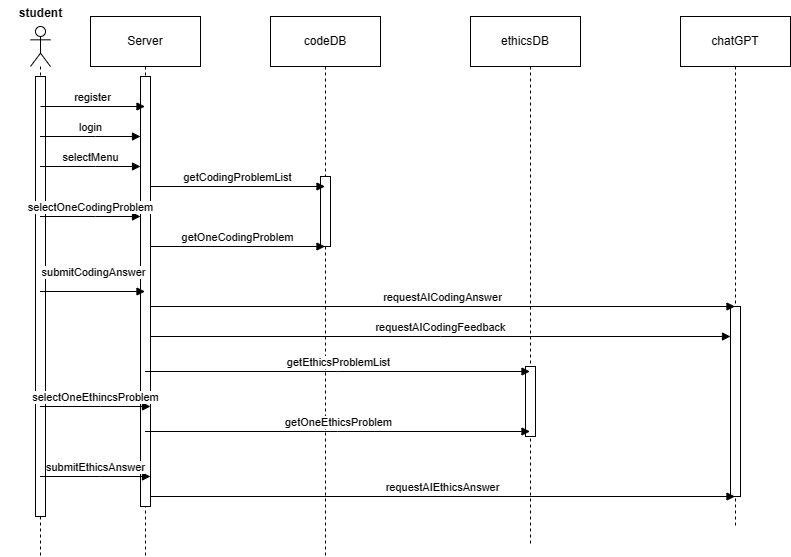 student
Server
codeDB
ethicsDB
chatGPT
register
login
selectMenu
getCodingProblemList
selectOneCodingProblem
getOneCodingProblem
submitCodingAnswer
requestAICodingAnswer
requestAICodingFeedback
getEthicsProblemList
selectOneEthincsProblem
getOneEthicsProblem
submitEthicsAnswer
requestAIEthicsAnswer